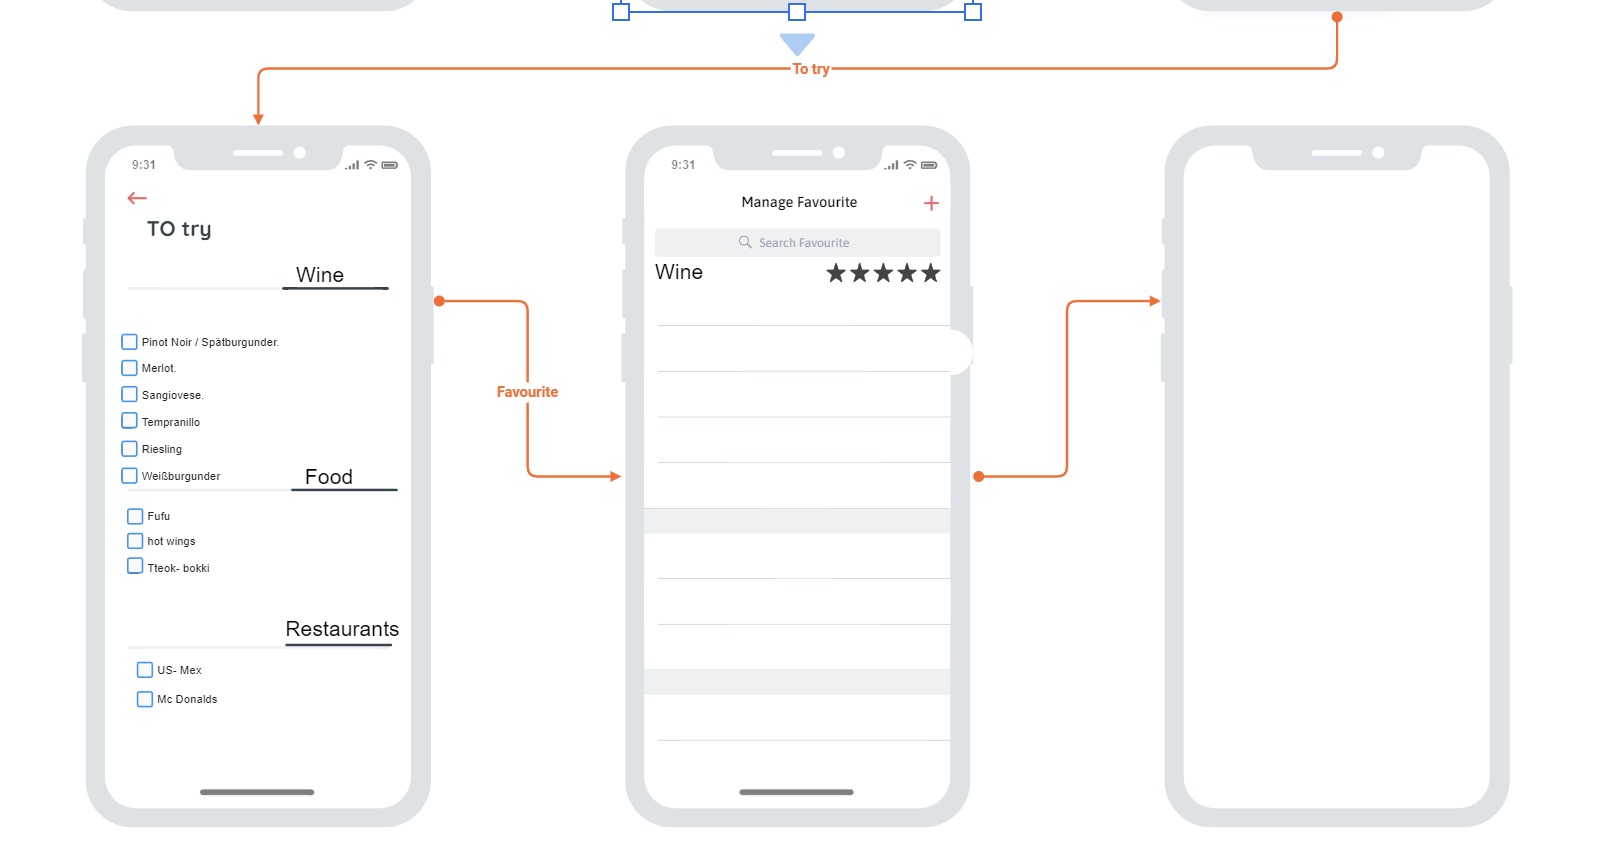 To try
9:31
TO try
Wine
Pinot Noir / Spätburgunder.
Merlot.
Sangiovese.
Tempranillo
Riesling
Weißburgunder
Food
Fufu
hot wings
Tteok- bokki
Restaurants
US- Mex
Mc Donalds
Favourite
9:31
Manage Favourite
Search Favourite
Wine